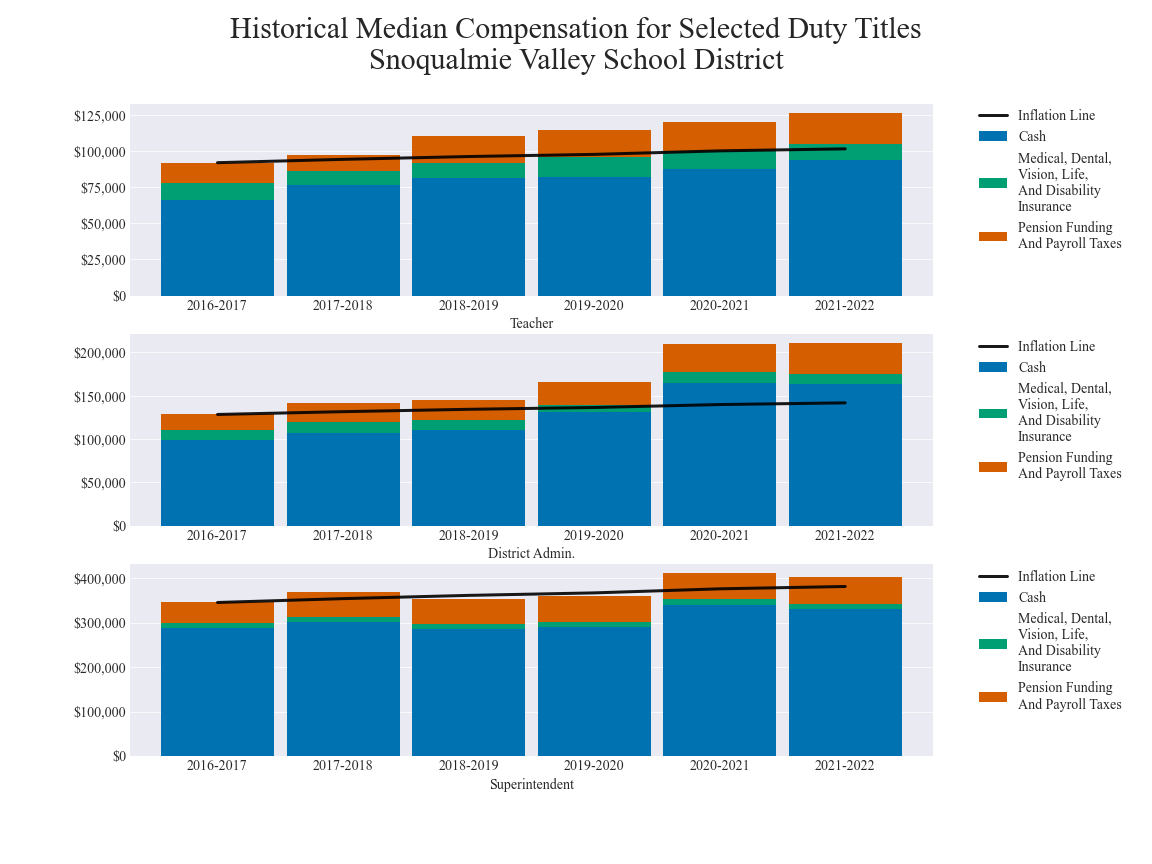 Historical Median Compensation for Selected Duty Titles
Snoqualmie Valley School District
$125,000
$100,000
$75,000
$50,000
$25,000
$0
2016-2017
2017-2018
2018-2019
2019-2020
2020-2021
2021-2022
Teacher
Inflation Line
Cash
Medical, Dental,
Vision, Life,
And Disability
Insurance
Pension Funding
And Payroll Taxes
$200,000
$150,000
$100,000
$50,000
$0
2016-2017
2017-2018
2018-2019
2019-2020
2020-2021
2021-2022
District Admin.
Inflation Line
Cash
Medical, Dental,
Vision, Life,
And Disability
Insurance
Pension Funding
And Payroll Taxes
$400,000
$300,000
$200,000
$100,000
$0
2016-2017
2017-2018
2018-2019
2019-2020
2020-2021
2021-2022
Superintendent
Inflation Line
Cash
Medical, Dental,
Vision, Life,
And Disability
Insurance
Pension Funding
And Payroll Taxes